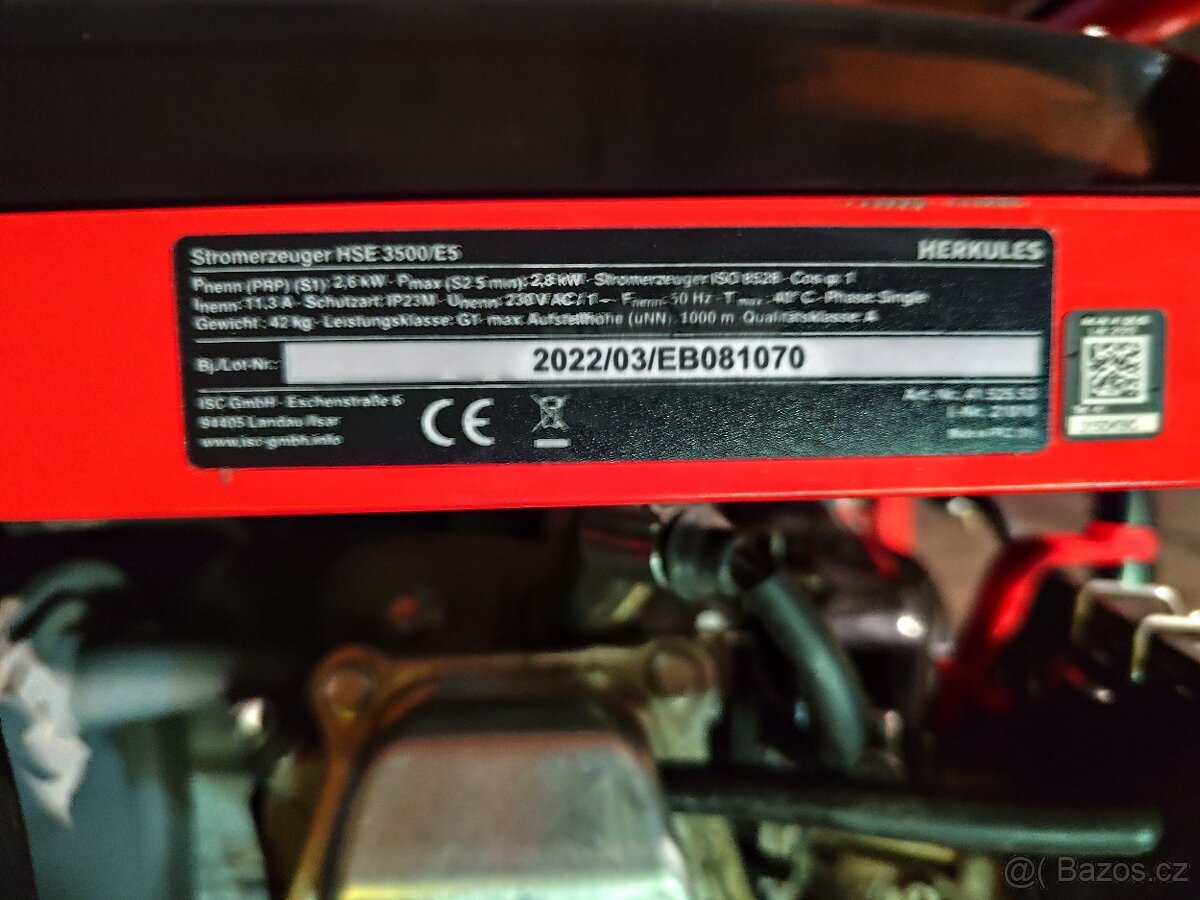 Stromerzeuger HSE 3500/E5
HERKULES
Pnenn (PRP) (S1): 2,6 kW · Pmax (S2 5 min): 2,8 kW · Stromerzeuger ISO 8528 · Cos φ: 1
Inenn: 11,3 A · Schutzart: IP23M · Unenn: 230 V AC / 1~ · Fnenn: 50 Hz · Tmax: 40° C · Phase: Single
Gewicht: 42 kg · Leistungsklasse: G1 · max. Aufstellhöhe (üNN): 1000 m · Qualitätsklasse: A
Bj./Lot-Nr.: 2022/03/EB081070
ISC GmbH · Eschenstraße 6
94405 Landau/Isar
www.isc-gmbh.info
CE
Art.-Nr.
I.-Nr.
@( Bazos.cz